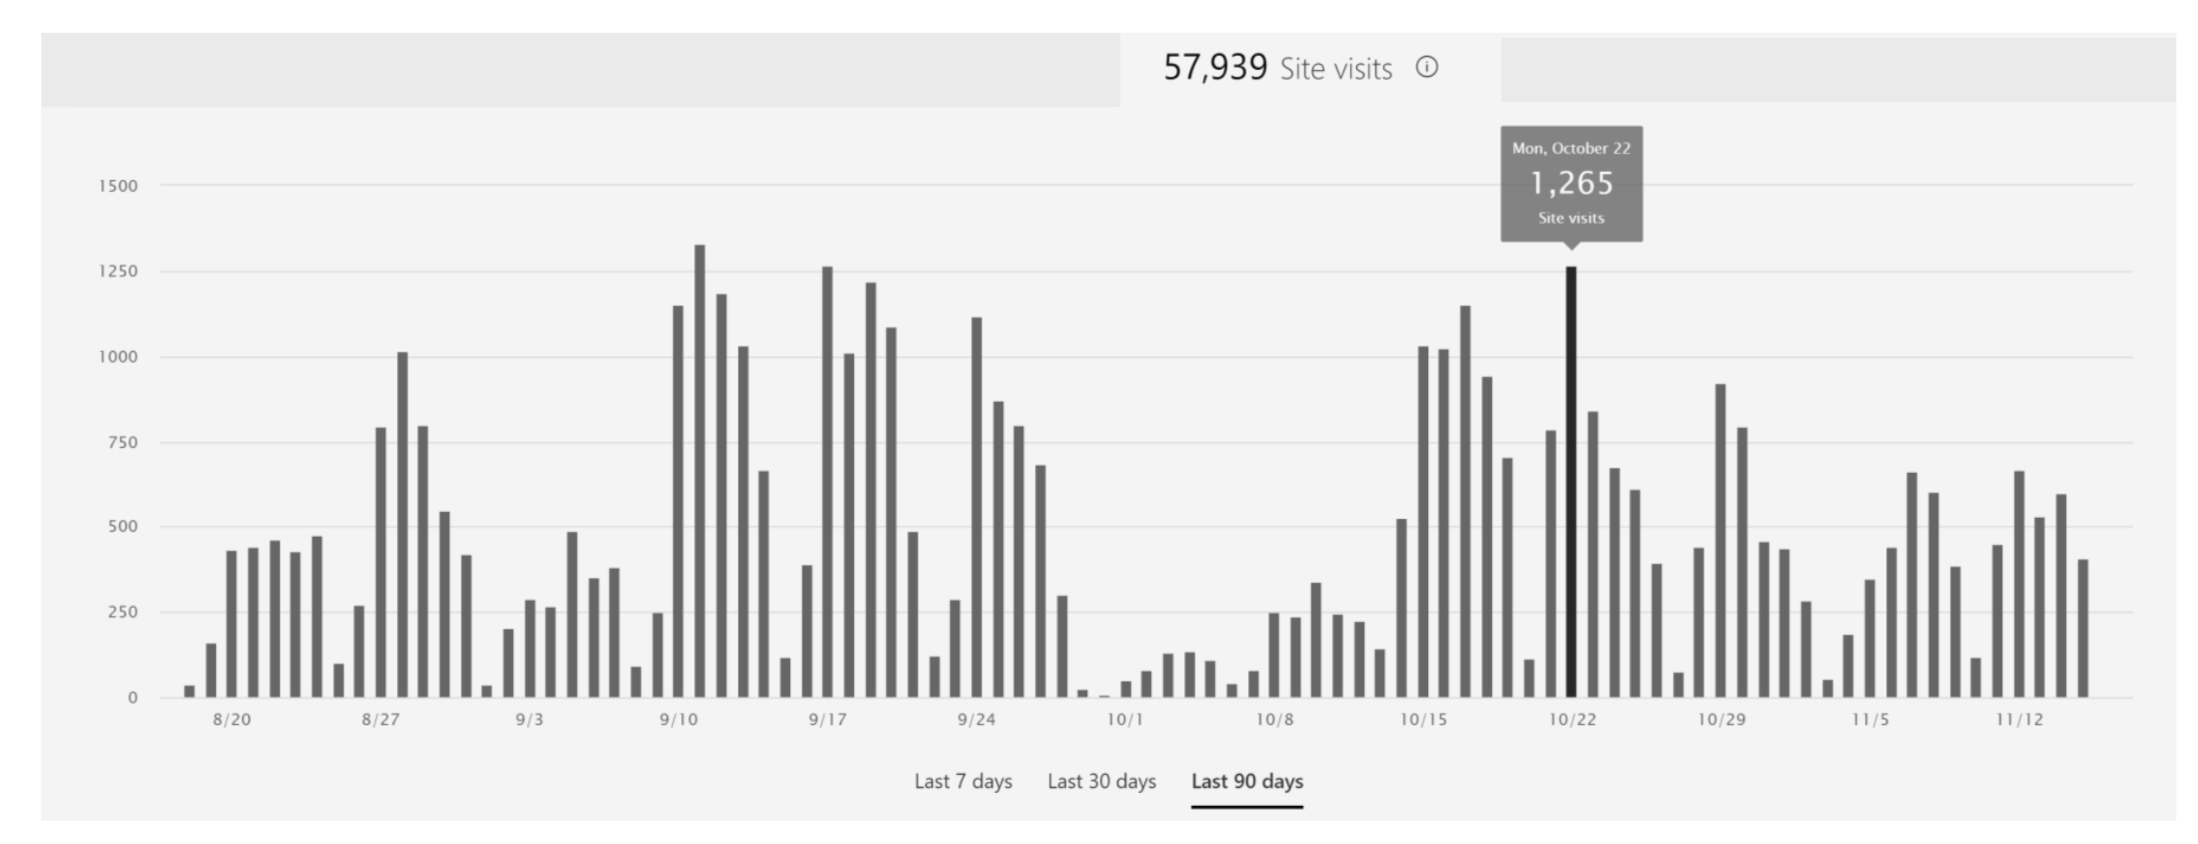 57,939 Site visits
Mon, October 22
1,265
Site visits
1500
1250
1000
750
500
250
0
8/20 8/27 9/3 9/10 9/17 9/24 10/1 10/8 10/15 10/22 10/29 11/5 11/12
Last 7 days Last 30 days Last 90 days